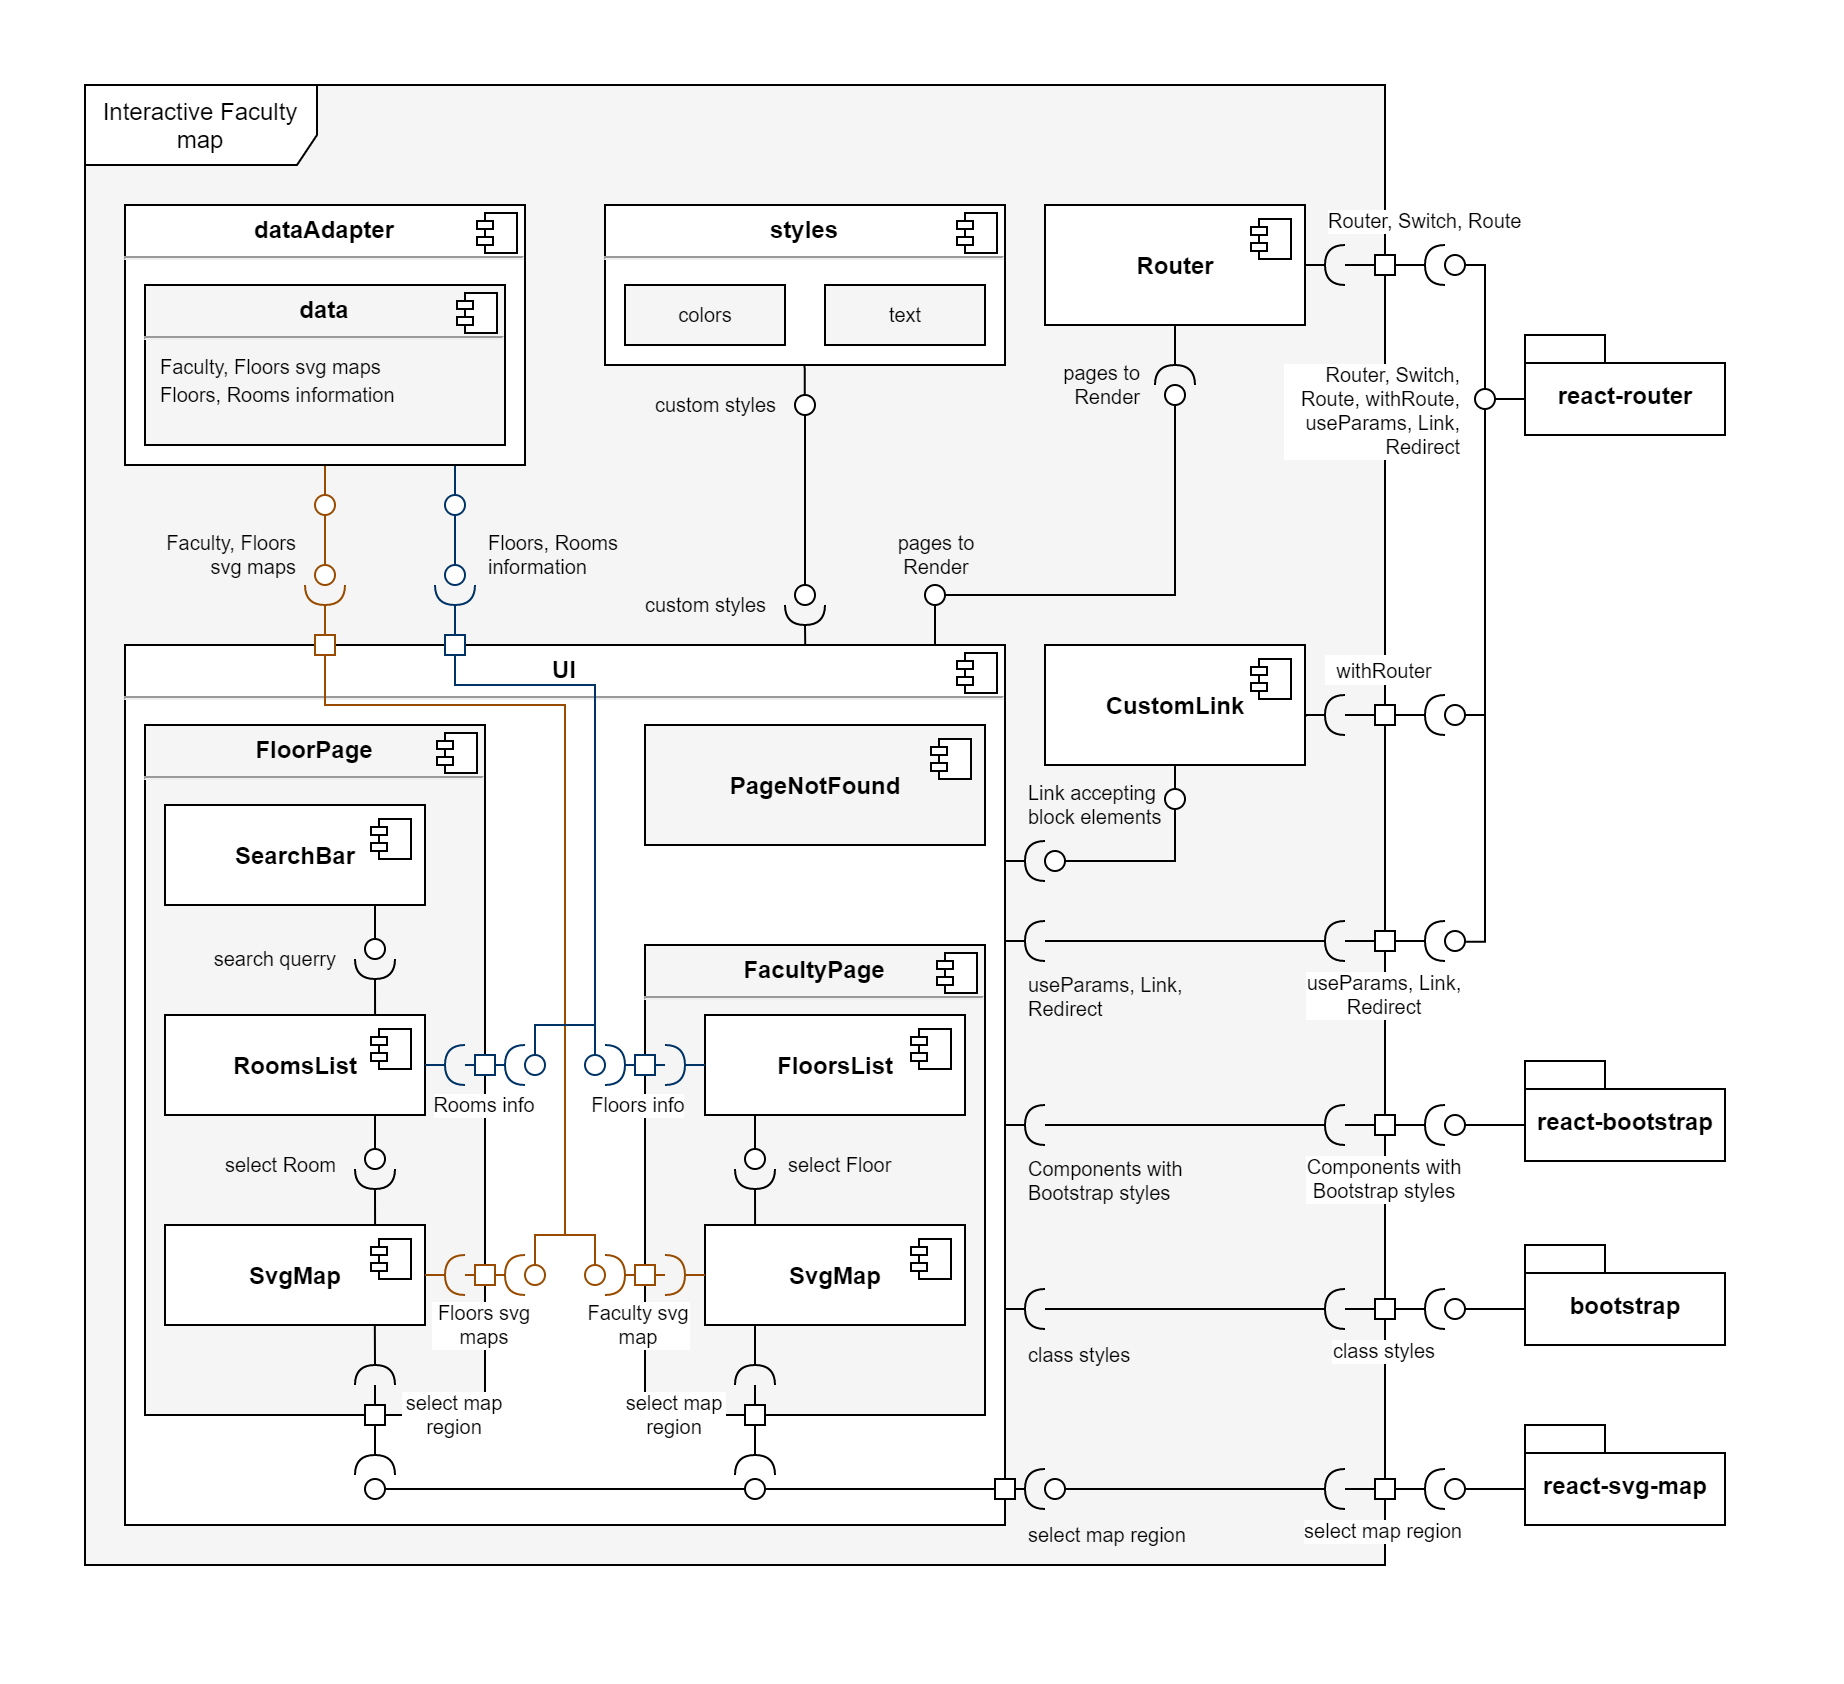 Interactive Faculty
map
dataAdapter
data
Faculty, Floors svg maps
Floors, Rooms information
styles
colors
text
custom styles
Router
Router, Switch, Route
pages to
Render
Router, Switch,
Route, withRoute,
useParams, Link,
Redirect
react-router
Faculty, Floors
svg maps
Floors, Rooms
information
custom styles
pages to
Render
UI
FloorPage
SearchBar
search querry
RoomsList
Rooms info
select Room
SvgMap
Floors svg
maps
select map
region
PageNotFound
FacultyPage
FloorsList
Floors info
select Floor
SvgMap
Faculty svg
map
select map
region
CustomLink
withRouter
Link accepting
block elements
useParams, Link,
Redirect
useParams, Link,
Redirect
Components with
Bootstrap styles
Components with
Bootstrap styles
react-bootstrap
class styles
class styles
bootstrap
select map region
select map region
react-svg-map